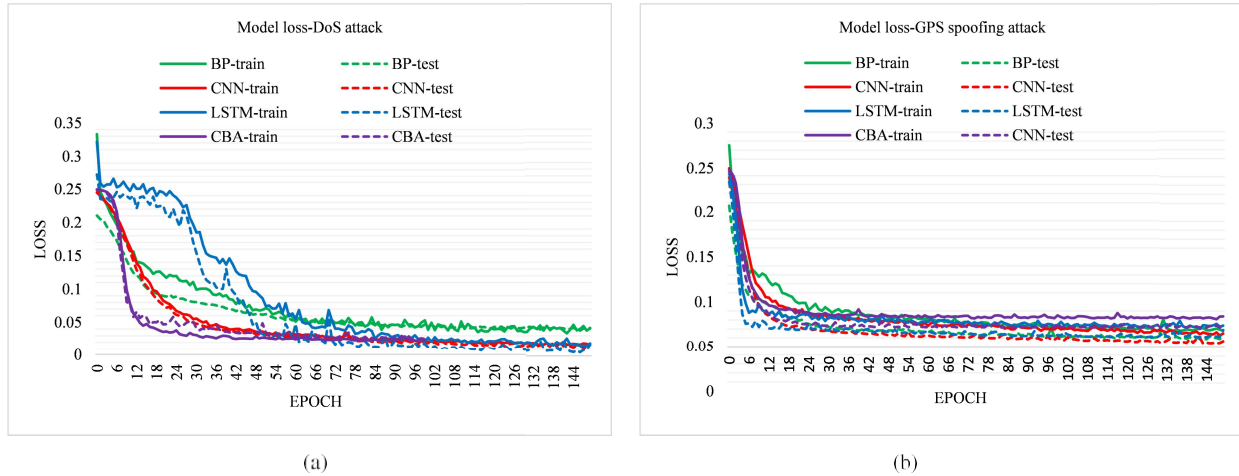 Model loss-DoS attack
BP-train BP-test
CNN-train CNN-test
LSTM-train LSTM-test
CBA-train CBA-test
0.35
0.3
0.25
0.2
0.15
0.1
0.05
0
LOSS
0 6 12 18 24 30 36 42 48 54 60 66 72 78 84 90 96 102 108 114 120 126 132 138 144
EPOCH
(a)
Model loss-GPS spoofing attack
BP-train BP-test
CNN-train CNN-test
LSTM-train LSTM-test
CBA-train CNN-test
0.3
0.25
0.2
0.15
0.1
0.05
0
LOSS
0 6 12 18 24 30 36 42 48 54 60 66 72 78 84 90 96 102 108 114 120 126 132 138 144
EPOCH
(b)